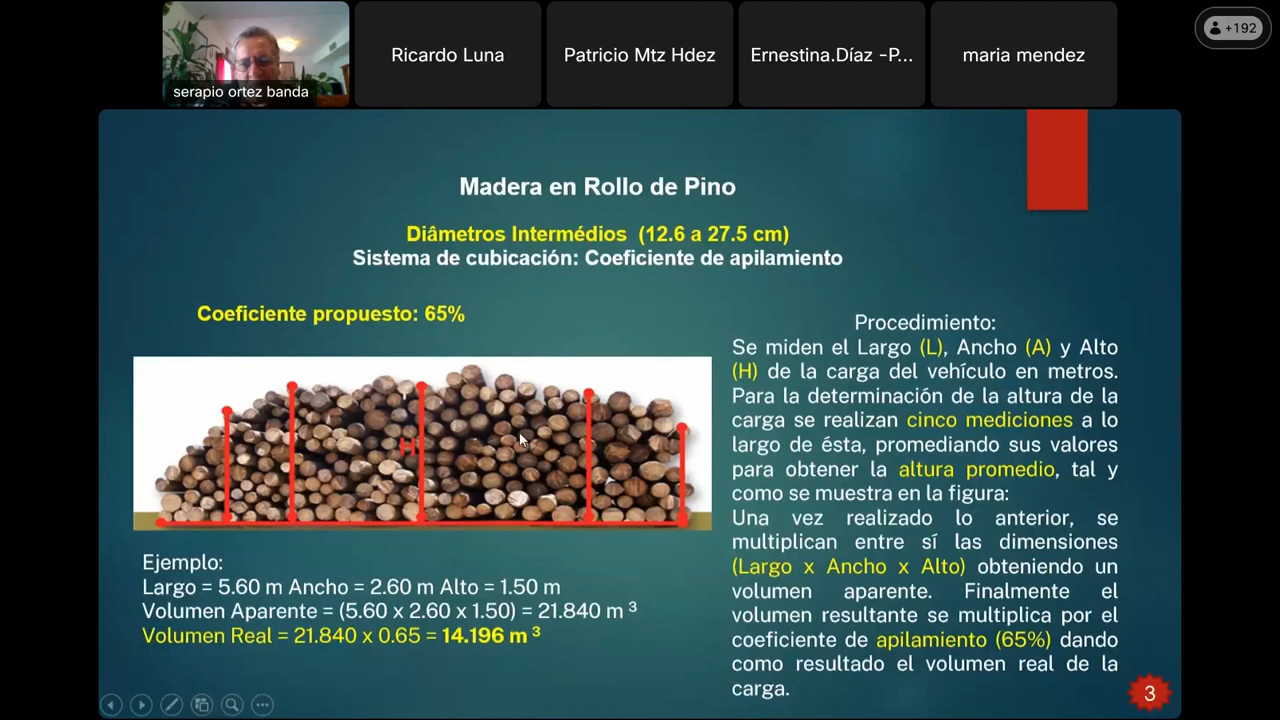 +192
serapio ortez banda
Ricardo Luna
Patricio Mtz Hdez
Ernestina.Díaz -P...
maria mendez
Madera en Rollo de Pino
Diâmetros Intermédios (12.6 a 27.5 cm)
Sistema de cubicación: Coeficiente de apilamiento
Coeficiente propuesto: 65%
H
Ejemplo:
Largo = 5.60 m Ancho = 2.60 m Alto = 1.50 m
Volumen Aparente = (5.60 x 2.60 x 1.50) = 21.840 m ³
Volumen Real = 21.840 x 0.65 = 14.196 m ³
Procedimiento:
Se miden el Largo (L), Ancho (A) y Alto
(H) de la carga del vehículo en metros.
Para la determinación de la altura de la
carga se realizan cinco mediciones a lo
largo de ésta, promediando sus valores
para obtener la altura promedio, tal y
como se muestra en la figura:
Una vez realizado lo anterior, se
multiplican entre sí las dimensiones
(Largo x Ancho x Alto) obteniendo un
volumen aparente. Finalmente el
volumen resultante se multiplica por el
coeficiente de apilamiento (65%) dando
como resultado el volumen real de la
carga.
3